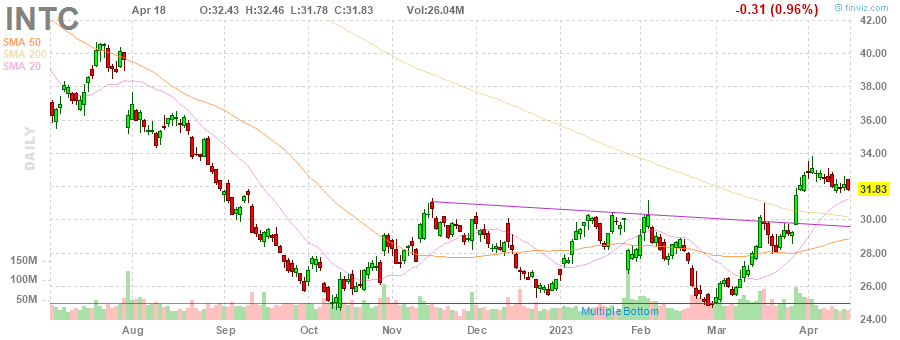 INTC
Apr 18 O:32.43 H:32.46 L:31.78 C:31.83 Vol:26.04M -0.31 (0.96%)
© finviz.com
SMA 50
SMA 200
SMA 20
DAILY
42.00
40.00
38.00
36.00
34.00
31.83
30.00
28.00
26.00
24.00
150M
100M
50M
Multiple Bottom
Aug Sep Oct Nov Dec 2023 Feb Mar Apr